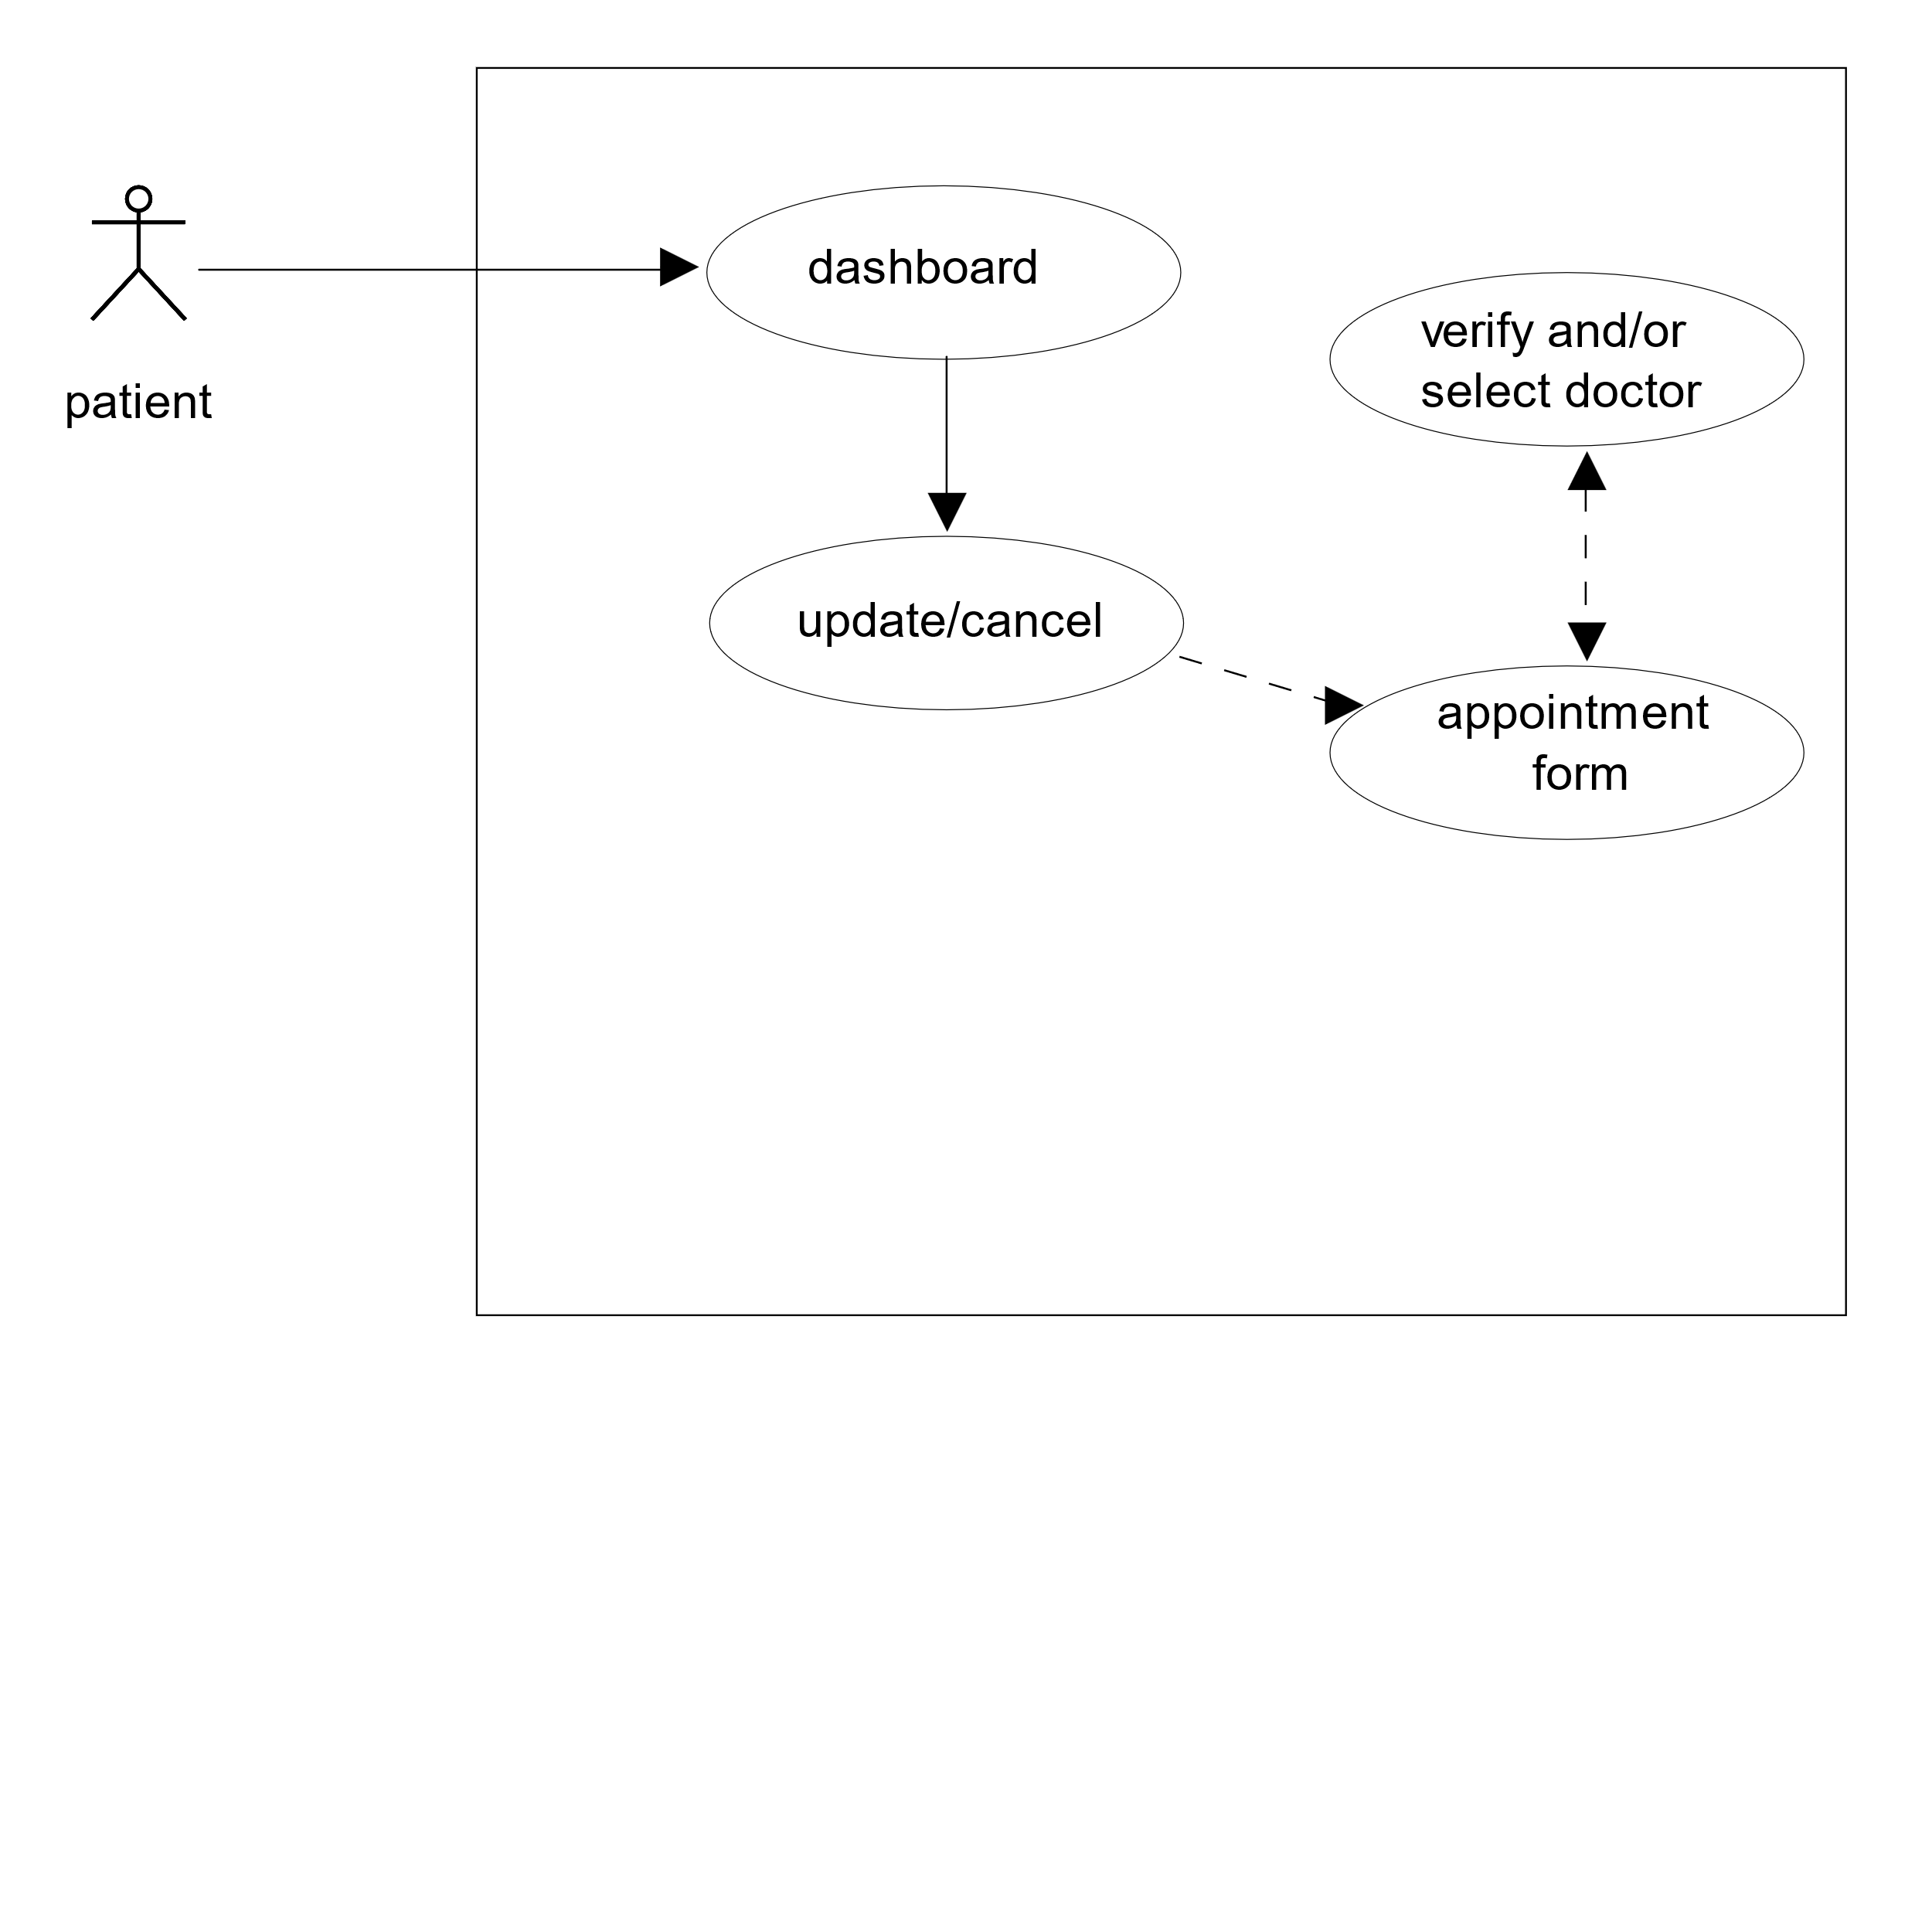 patient
dashboard
verify and/or
select doctor
update/cancel
appointment
form